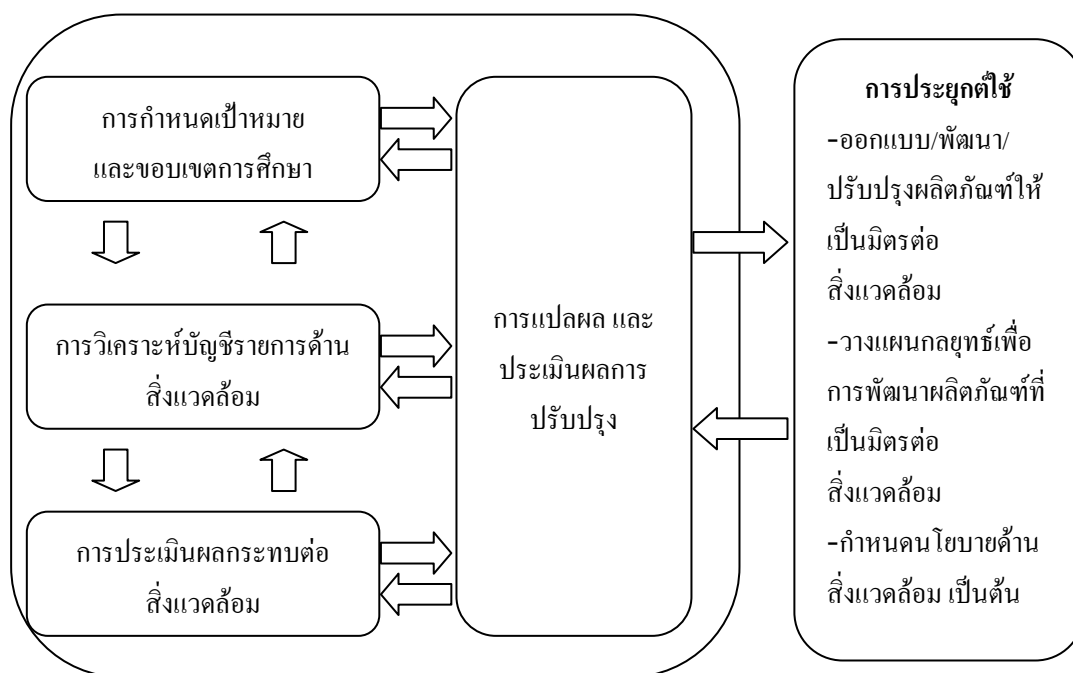 การกำหนดเป้าหมาย
และขอบเขตการศึกษา
การวิเคราะห์บัญชีรายการด้าน
สิ่งแวดล้อม
การประเมินผลกระทบต่อ
สิ่งแวดล้อม
การแปลผล และ
ประเมินผลการ
ปรับปรุง
การประยุกต์ใช้
-ออกแบบ/พัฒนา/
ปรับปรุงผลิตภัณฑ์ให้
เป็นมิตรต่อ
สิ่งแวดล้อม
-วางแผนกลยุทธ์เพื่อ
การพัฒนาผลิตภัณฑ์ที่
เป็นมิตรต่อ
สิ่งแวดล้อม
-กำหนดนโยบายด้าน
สิ่งแวดล้อม เป็นต้น